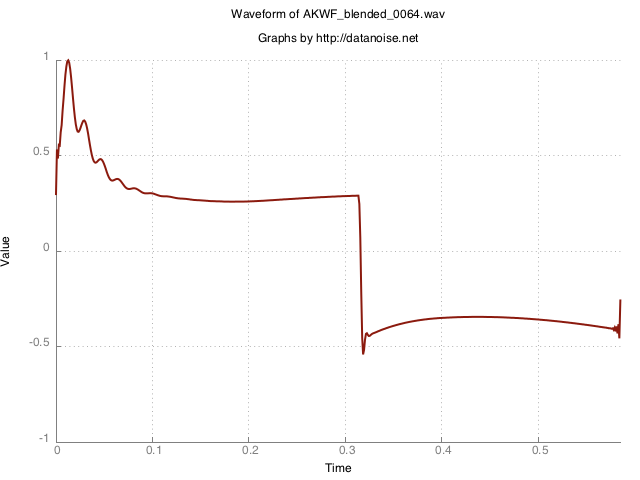 Waveform of AKWF_blended_0064.wav
Graphs by http://datanoise.net
1
0.5
0
-0.5
-1
Value
0 0.1 0.2 0.3 0.4 0.5
Time